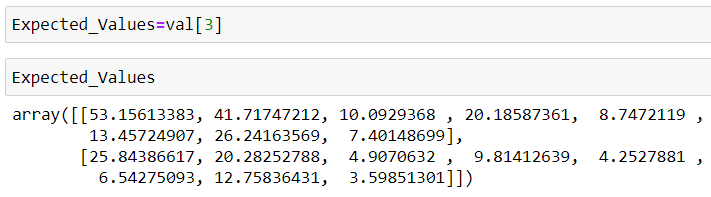 Expected_Values=val[3]
Expected_Values
array([[53.15613383, 41.71747212, 10.0929368 , 20.18587361,  8.7472119 ,
        13.45724907, 26.24163569,  7.40148699],
       [25.84386617, 20.28252788,  4.9070632 ,  9.81412639,  4.2527881 ,
         6.54275093, 12.75836431,  3.59851301]])